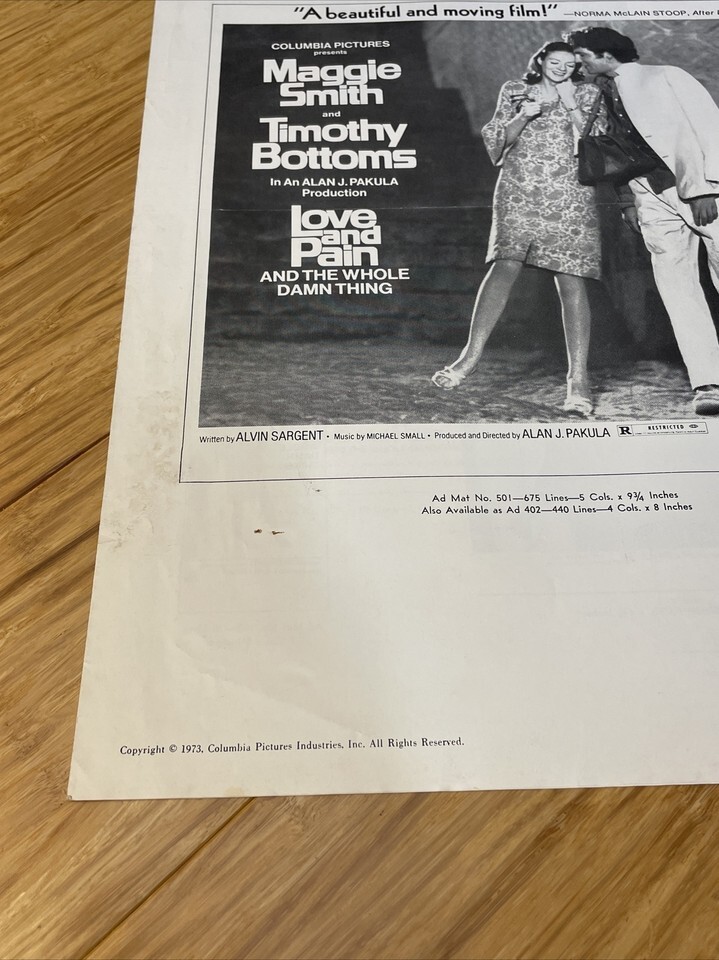 "A beautiful and moving film!" —NORMA McLAIN STOOP, After
COLUMBIA PICTURES
presents
Maggie
Smith
and
Timothy
Bottoms
In An ALAN J. PAKULA
Production
Love
and
Pain
AND THE WHOLE
DAMN THING
Written by ALVIN SARGENT • Music by MICHAEL SMALL • Produced and Directed by ALAN J. PAKULA R RESTRICTED
Ad Mat No. 501—675 Lines—5 Cols. x 9¾ Inches
Also Available as Ad 402—440 Lines—4 Cols. x 8 Inches
Copyright © 1973, Columbia Pictures Industries, Inc. All Rights Reserved.